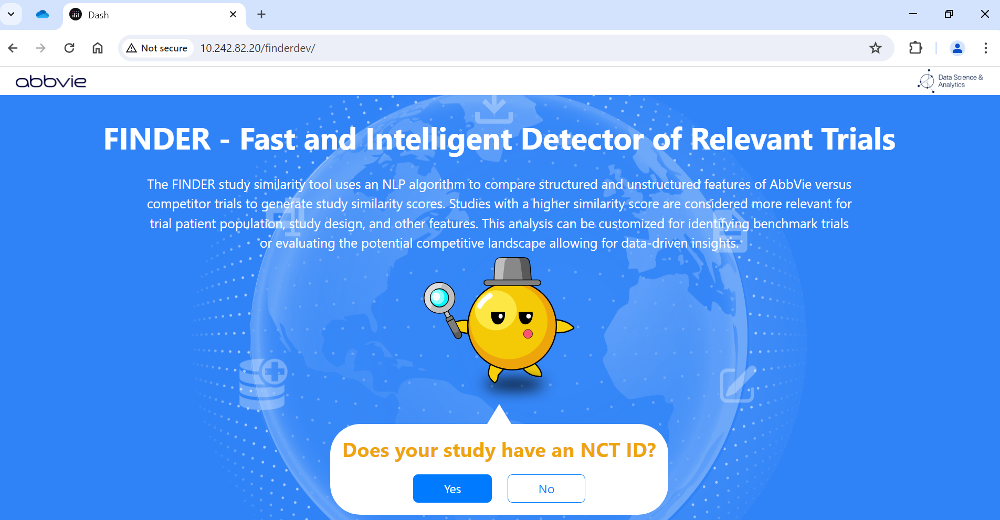 Dash
Not secure
10.242.82.20/finderdev/
abbvie
Data Science &
Analytics
FINDER - Fast and Intelligent Detector of Relevant Trials
The FINDER study similarity tool uses an NLP algorithm to compare structured and unstructured features of AbbVie versus
competitor trials to generate study similarity scores. Studies with a higher similarity score are considered more relevant for
trial patient population, study design, and other features. This analysis can be customized for identifying benchmark trials
or evaluating the potential competitive landscape allowing for data-driven insights.
Does your study have an NCT ID?
Yes
No